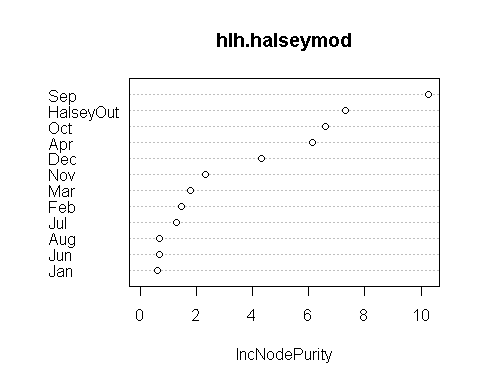 hlh.halseymod
Sep
HalseyOut
Oct
Apr
Dec
Nov
Mar
Feb
Jul
Aug
Jun
Jan
0 2 4 6 8 10
IncNodePurity